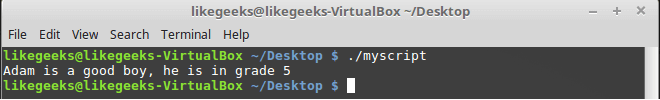 likegeeks@likegeeks-VirtualBox ~/Desktop
File Edit View Search Terminal Help
likegeeks@likegeeks-VirtualBox ~/Desktop $ ./myscript
Adam is a good boy, he is in grade 5
likegeeks@likegeeks-VirtualBox ~/Desktop $